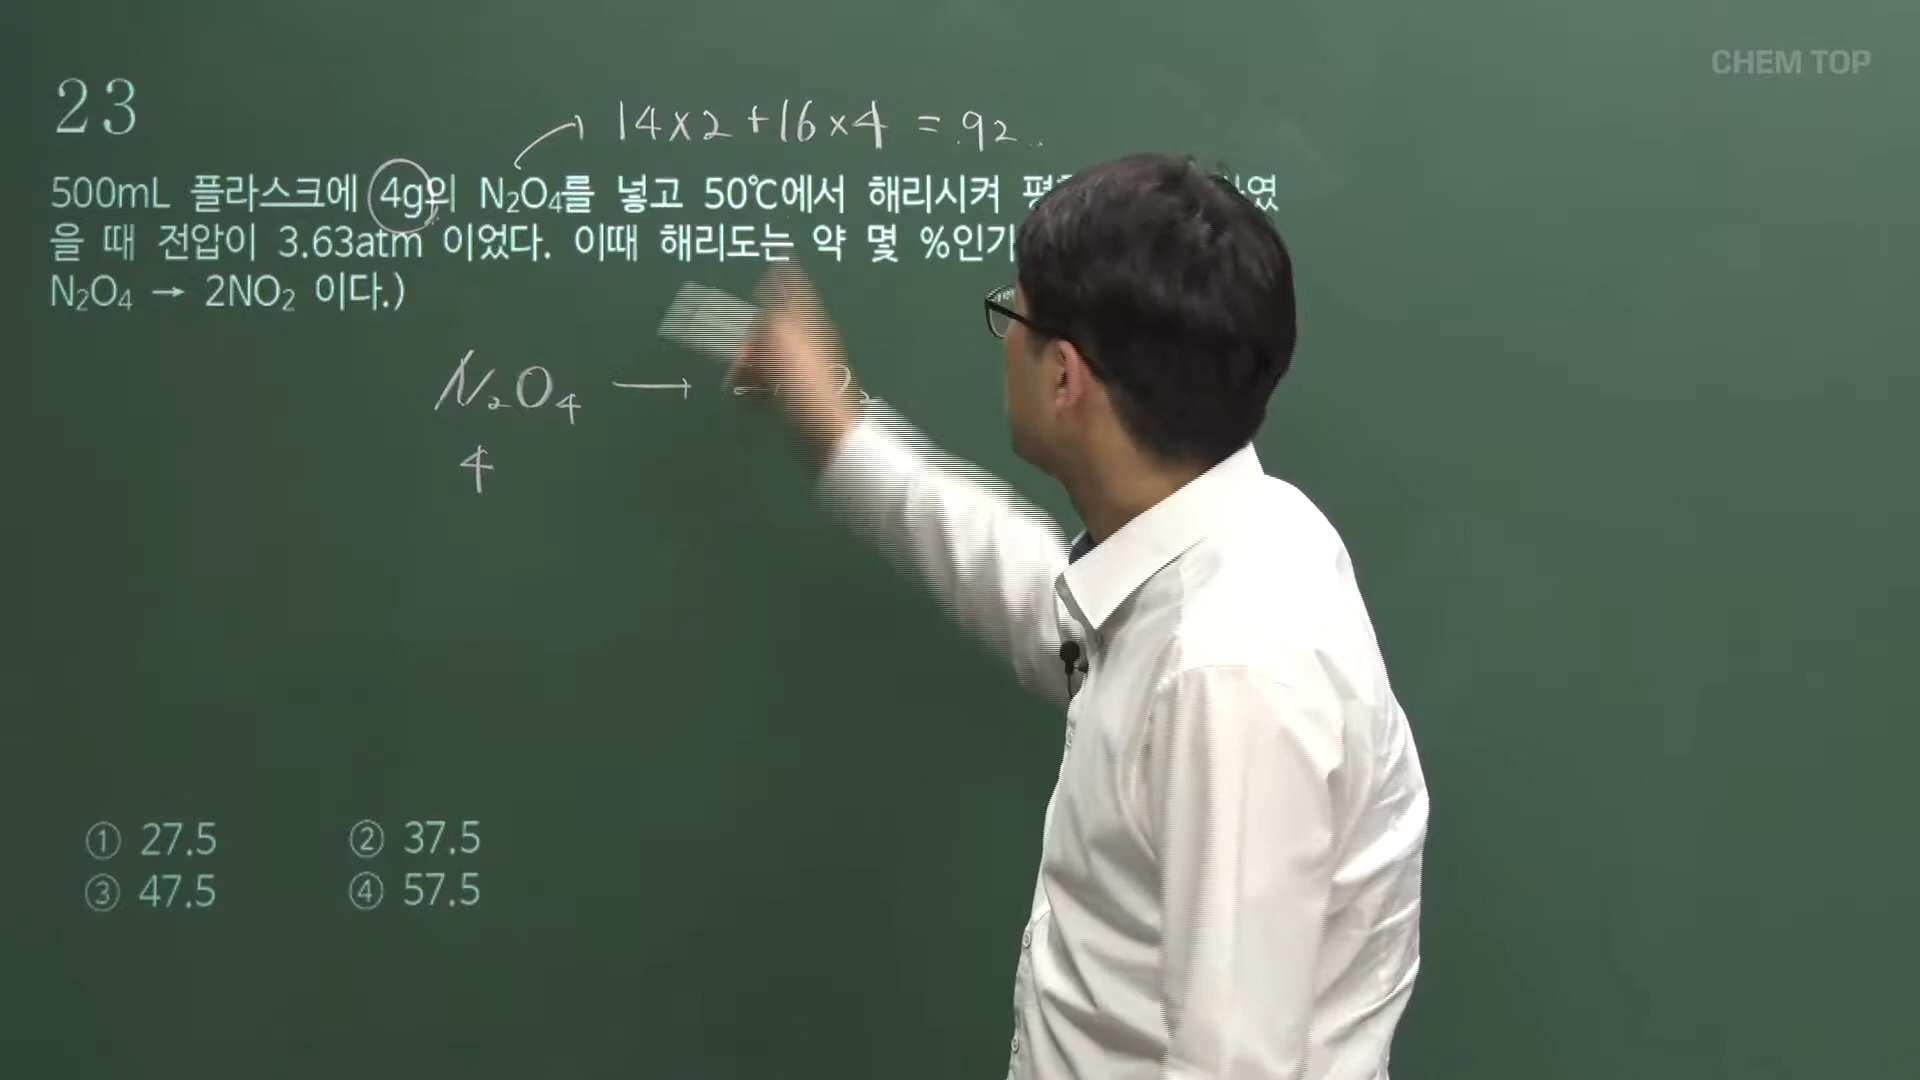 CHEM TOP
23
14×2+16×4 = 92
500mL 플라스크에 4g의 N₂O₄를 넣고 50℃에서 해리시켜
을 때 전압이 3.63atm 이었다. 이때 해리도는 약 몇 %인가
N₂O₄ → 2NO₂ 이다.)
N₂O₄ →
4
① 27.5 ② 37.5
③ 47.5 ④ 57.5